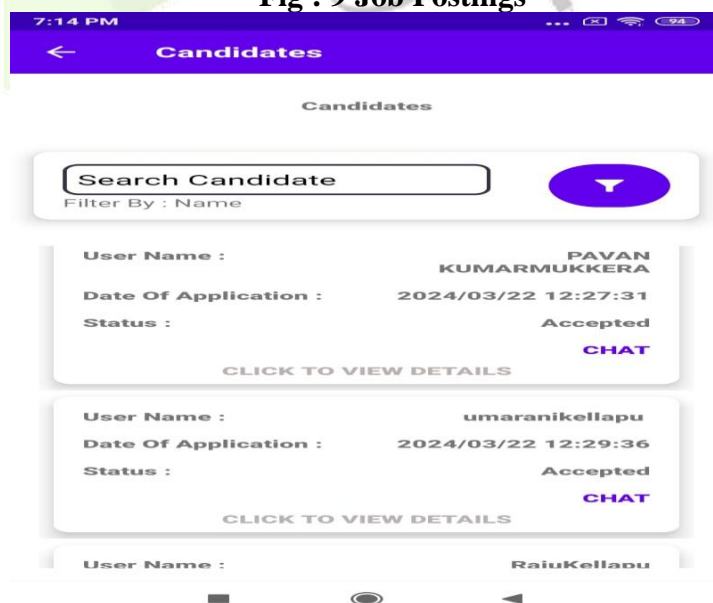 Fig : 9 Job Postings
7:14 PM
94
Candidates
Candidates
Search Candidate
Filter By : Name
User Name : PAVAN
KUMARMUKKERA
Date Of Application : 2024/03/22 12:27:31
Status : Accepted
CHAT
CLICK TO VIEW DETAILS
User Name : umaranikellapu
Date Of Application : 2024/03/22 12:29:36
Status : Accepted
CHAT
CLICK TO VIEW DETAILS
User Name : RajuKellapu